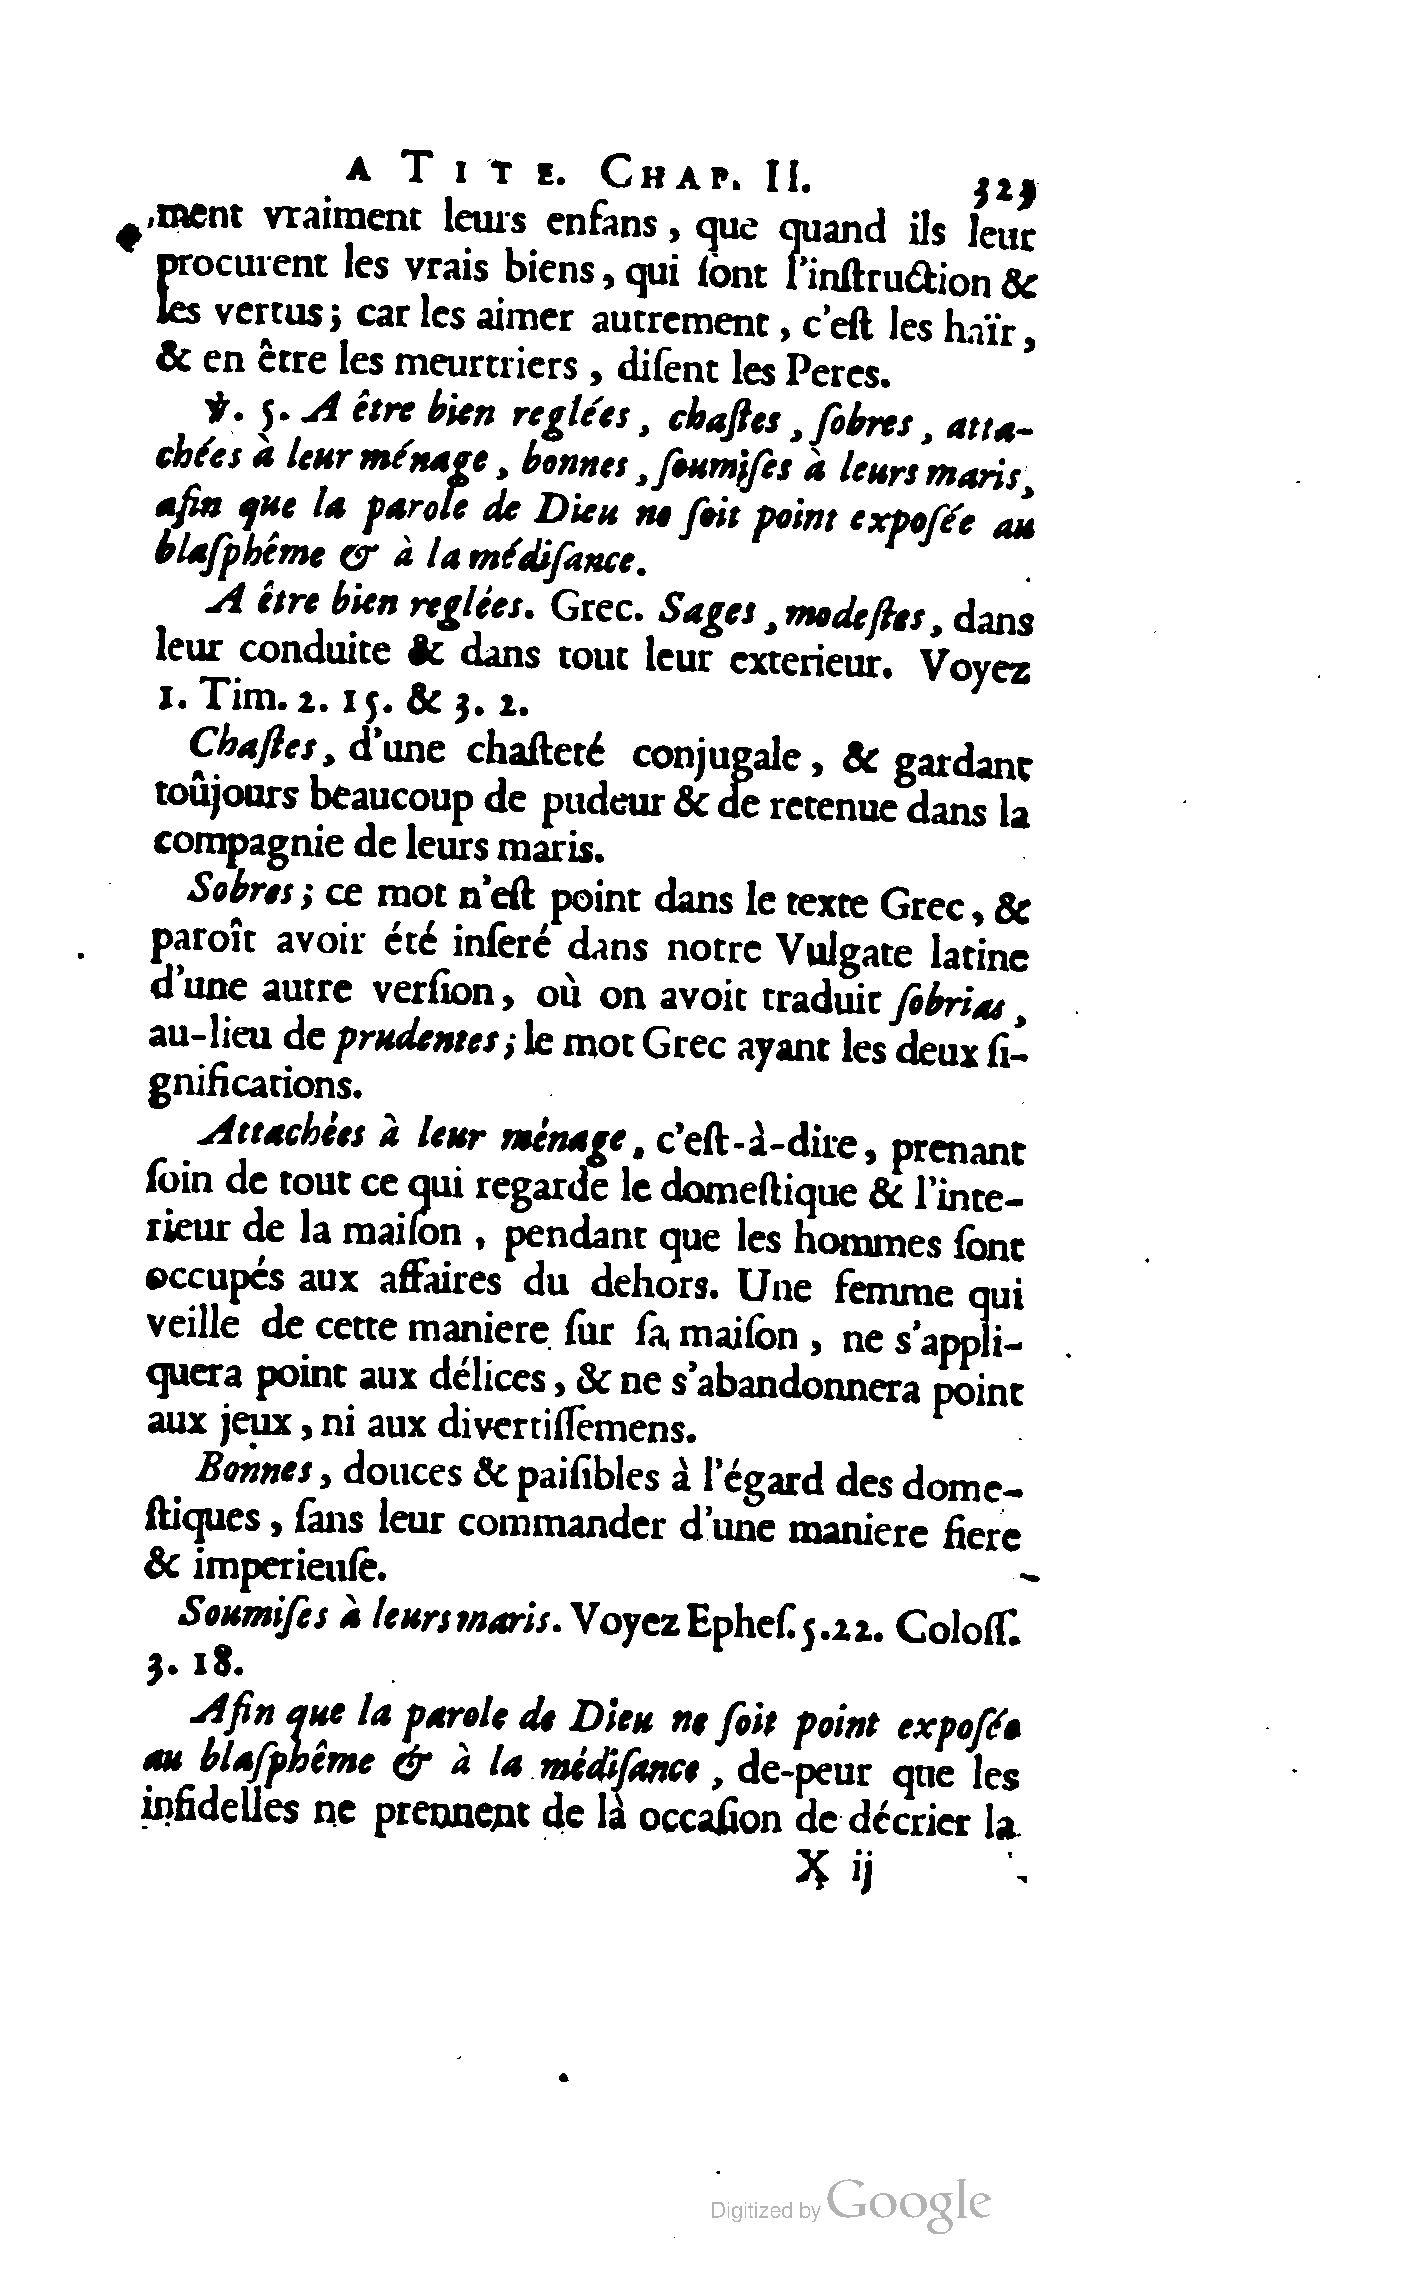 A TITE. CHAP. II. 323
ment vraiment leurs enfans, que quand ils leur
procurent les vrais biens, qui ſont l'inſtruction &
les vertus; car les aimer autrement, c'eſt les haïr,
& en être les meurtriers, diſent les Peres.
℣. 5. A être bien reglées, chaſtes, ſobres, atta-
chées à leur ménage, bonnes, ſoumiſes à leurs maris,
afin que la parole de Dieu ne ſoit point expoſée au
blaſphême & à la médiſance.
A être bien reglées. Grec. Sages, modeſtes, dans
leur conduite & dans tout leur exterieur. Voyez
1. Tim. 2. 15. & 3. 2.
Chaſtes, d'une chaſteté conjugale, & gardant
toûjours beaucoup de pudeur & de retenue dans la
compagnie de leurs maris.
Sobres; ce mot n'eſt point dans le texte Grec, &
paroît avoir été inſeré dans notre Vulgate latine
d'une autre verſion, où on avoit traduit ſobrias,
au-lieu de prudentes; le mot Grec ayant les deux ſi-
gnifications.
Attachées à leur ménage, c'eſt-à-dire, prenant
ſoin de tout ce qui regarde le domeſtique & l'inte-
rieur de la maiſon, pendant que les hommes ſont
occupés aux affaires du dehors. Une femme qui
veille de cette maniere ſur ſa maiſon, ne s'appli-
quera point aux délices, & ne s'abandonnera point
aux jeux, ni aux divertiſſemens.
Bonnes, douces & paiſibles à l'égard des dome-
ſtiques, ſans leur commander d'une maniere fiere
& imperieuſe.
Soumiſes à leurs maris. Voyez Epheſ. 5. 22. Coloſſ.
3. 18.
Afin que la parole de Dieu ne ſoit point expoſée
au blaſphême & à la médiſance, de-peur que les
infidelles ne prennent de là occaſion de décrier la
X ij
Digitized by Google